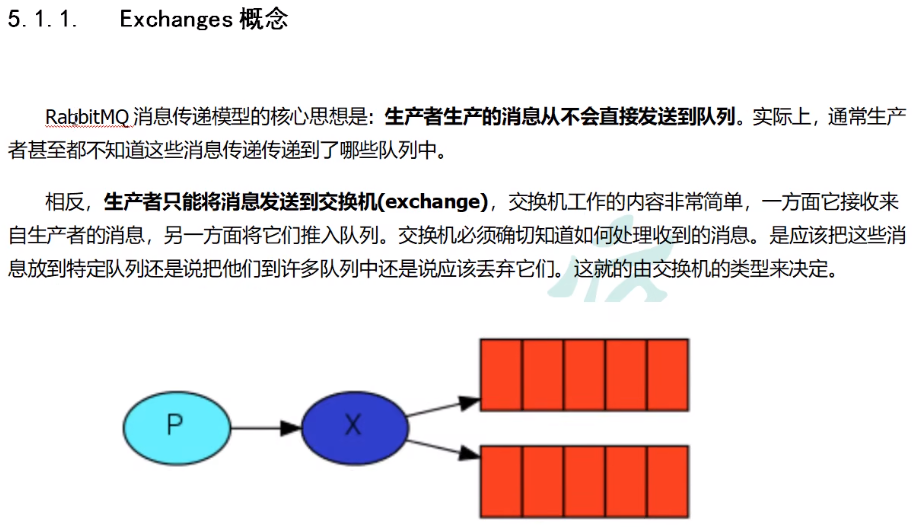 5.1.1. Exchanges 概念
RabbitMQ 消息传递模型的核心思想是：生产者生产的消息从不会直接发送到队列。实际上，通常生产
者甚至都不知道这些消息传递传递到了哪些队列中。
相反，生产者只能将消息发送到交换机(exchange)，交换机工作的内容非常简单，一方面它接收来
自生产者的消息，另一方面将它们推入队列。交换机必须确切知道如何处理收到的消息。是应该把这些消
息放到特定队列还是说把他们到许多队列中还是说应该丢弃它们。这就的由交换机的类型来决定。
P
X